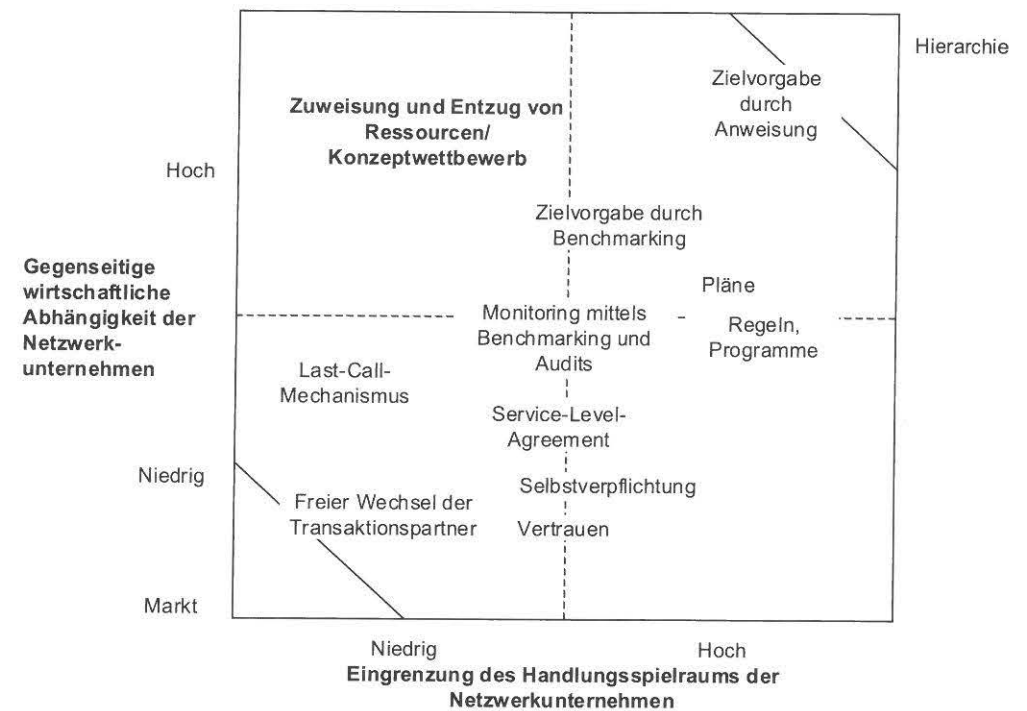 Hierarchie
Zielvorgabe
durch
Anweisung
Zuweisung und Entzug von
Ressourcen/
Konzeptwettbewerb
Hoch
Zielvorgabe durch
Benchmarking
Gegenseitige
wirtschaftliche
Abhängigkeit der
Netzwerk-
unternehmen
Pläne
Monitoring mittels
Benchmarking und
Audits
Regeln,
Programme
Last-Call-
Mechanismus
Service-Level-
Agreement
Niedrig
Selbstverpflichtung
Freier Wechsel der
Transaktionspartner
Vertrauen
Markt
Niedrig
Hoch
Eingrenzung des Handlungsspielraums der
Netzwerkunternehmen